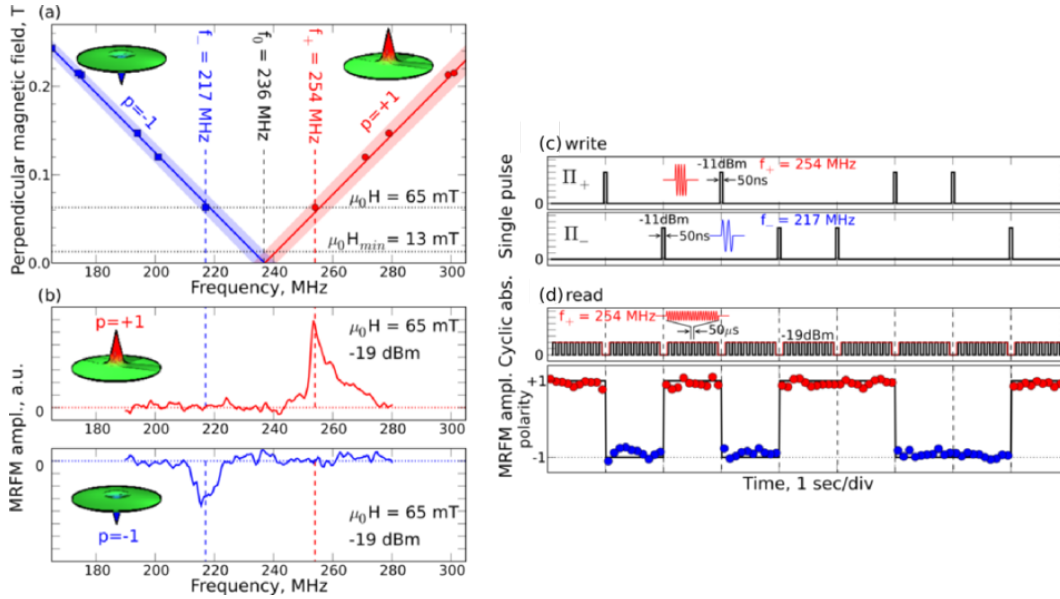 (a)
Perpendicular magnetic field, T
0.2
0.1
0.0
p=-1
f_ = 217 MHz
f₀ = 236 MHz
f₊ = 254 MHz
p=+1
μ₀H = 65 mT
μ₀Hmin = 13 mT
180 200 220 240 260 280 300
Frequency, MHz
(b)
MRFM ampl., a.u.
p=+1
μ₀H = 65 mT
-19 dBm
0
0
p=-1
μ₀H = 65 mT
-19 dBm
180 200 220 240 260 280 300
Frequency, MHz
(c) write
Single pulse
Π₊
-11dBm
50ns
f₊ = 254 MHz
0
Π₋
-11dBm
50ns
f₋ = 217 MHz
0
(d) read
Cyclic abs.
f₊ = 254 MHz
50μs
-19dBm
0
MRFM ampl.
polarity
+1
-1
Time, 1 sec/div